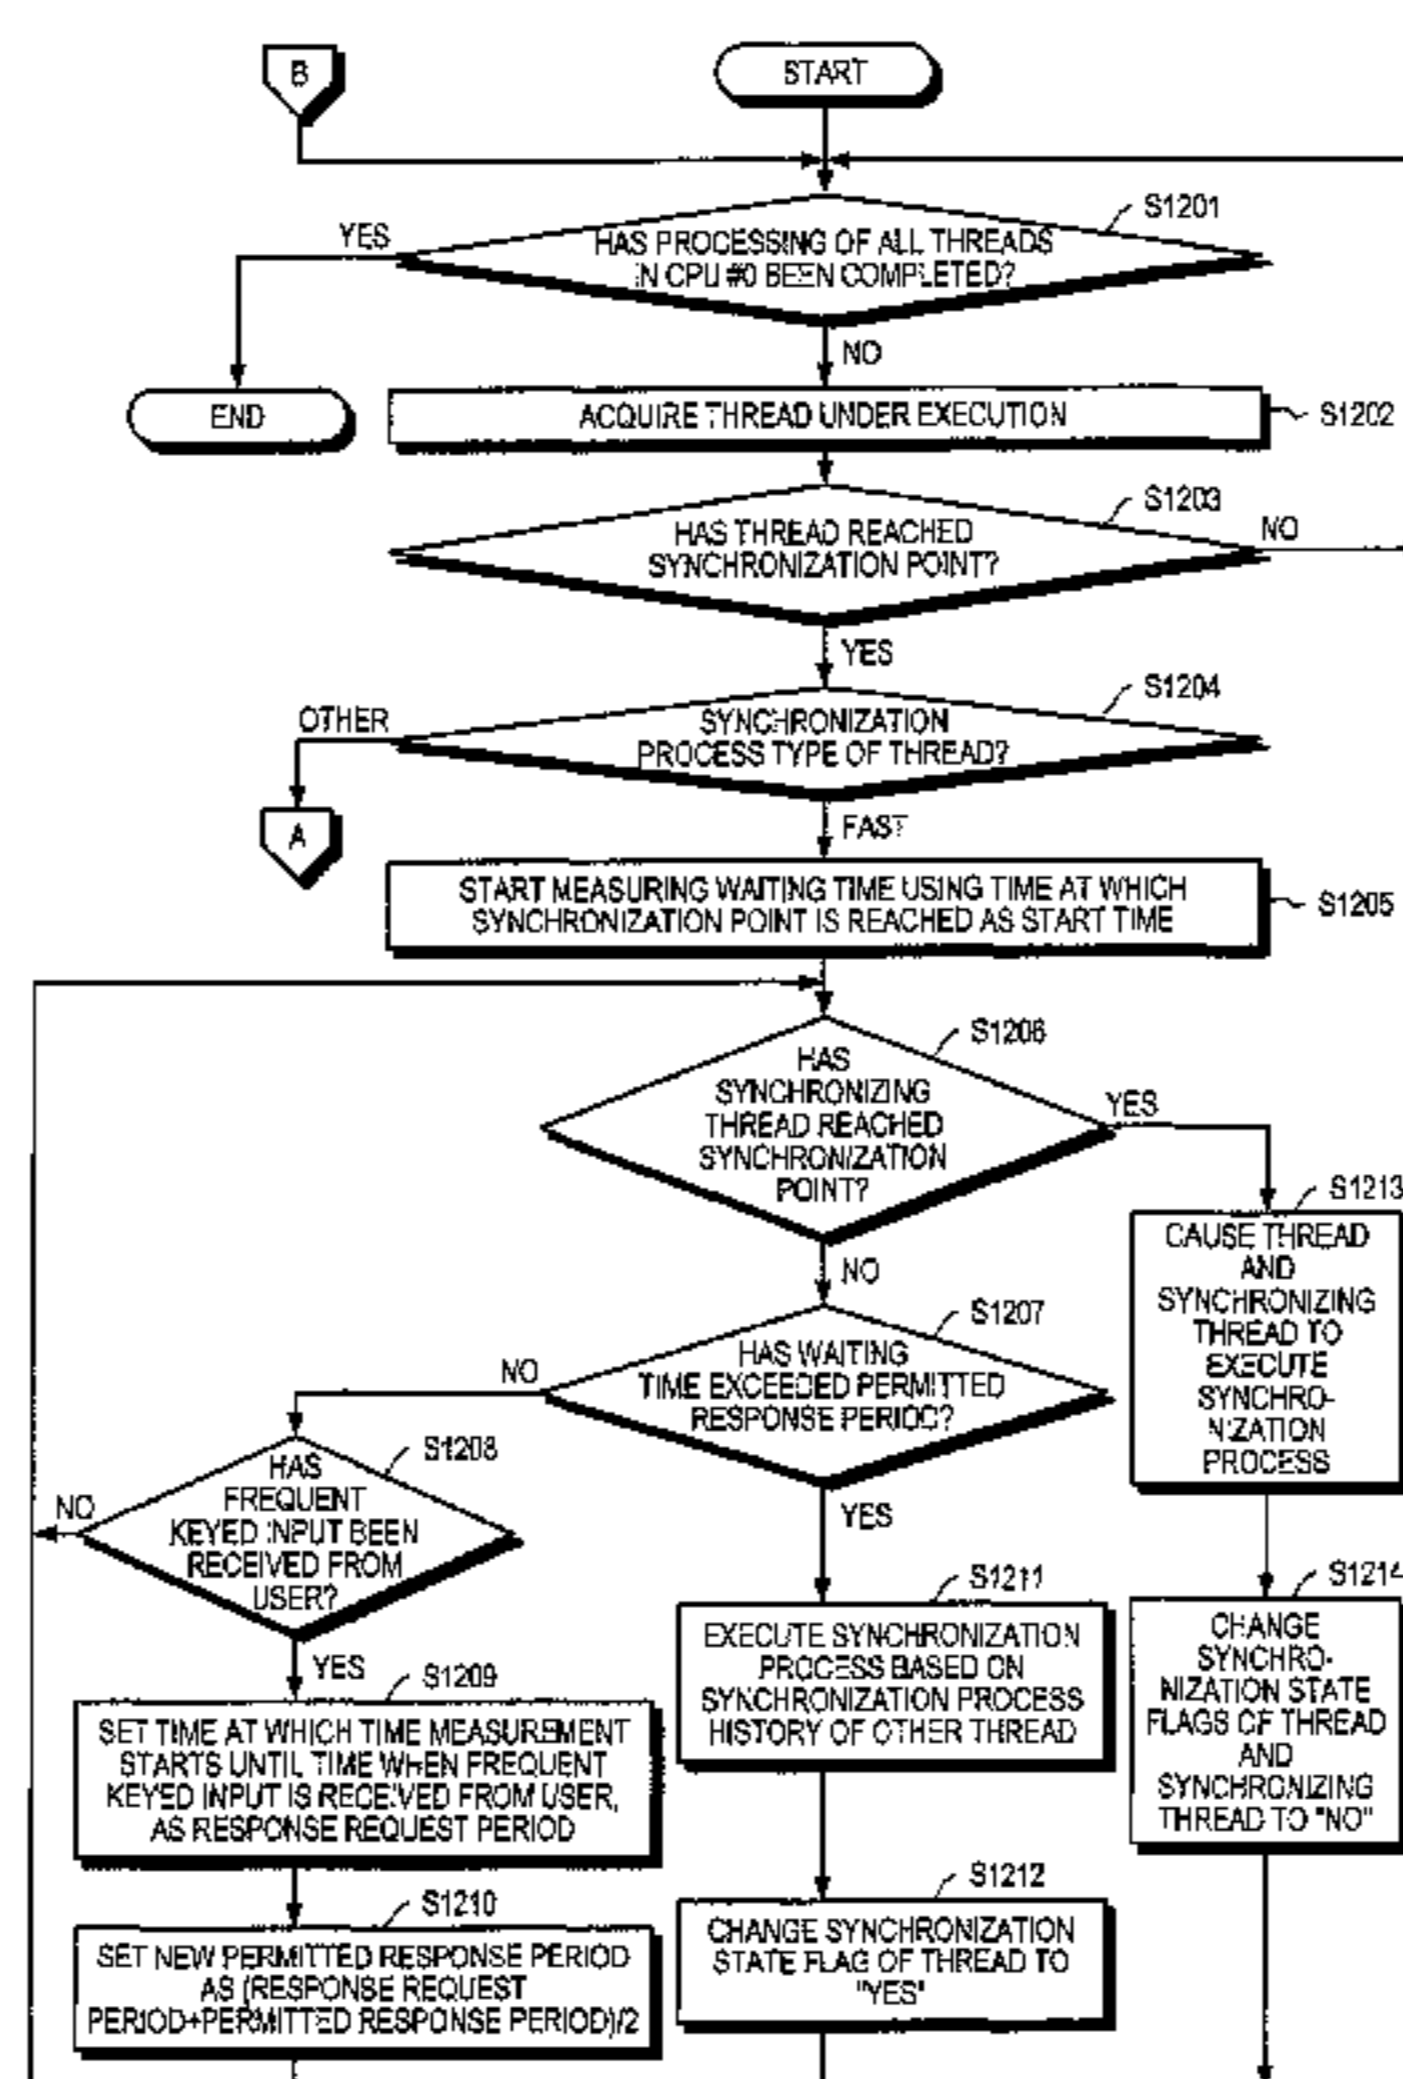 B
START
S1201
YES
HAS PROCESSING OF ALL THREADS
IN CPU #0 BEEN COMPLETED?
NO
END
ACQUIRE THREAD UNDER EXECUTION
S1202
S1203
HAS THREAD REACHED
SYNCHRONIZATION POINT?
NO
YES
S1204
OTHER
SYNCHRONIZATION
PROCESS TYPE OF THREAD?
A
FAST
START MEASURING WAITING TIME USING TIME AT WHICH
SYNCHRONIZATION POINT IS REACHED AS START TIME
S1205
S1206
HAS
SYNCHRONIZING
THREAD REACHED
SYNCHRONIZATION
POINT?
YES
NO
S1213
CAUSE THREAD
AND
SYNCHRONIZING
THREAD TO
EXECUTE
SYNCHRO-
NIZATION
PROCESS
S1207
HAS WAITING
TIME EXCEEDED PERMITTED
RESPONSE PERIOD?
NO
YES
S1208
HAS
FREQUENT
KEYED INPUT BEEN
RECEIVED FROM
USER?
NO
YES
S1209
SET TIME AT WHICH TIME MEASUREMENT
STARTS UNTIL TIME WHEN FREQUENT
KEYED INPUT IS RECEIVED FROM USER,
AS RESPONSE REQUEST PERIOD
S1210
SET NEW PERMITTED RESPONSE PERIOD
AS (RESPONSE REQUEST
PERIOD+PERMITTED RESPONSE PERIOD)/2
S1211
EXECUTE SYNCHRONIZATION
PROCESS BASED ON
SYNCHRONIZATION PROCESS
HISTORY OF OTHER THREAD
S1212
CHANGE SYNCHRONIZATION
STATE FLAG OF THREAD TO
"YES"
S1214
CHANGE
SYNCHRO-
NIZATION STATE
FLAGS OF THREAD
AND
SYNCHRONIZING
THREAD TO "NO"